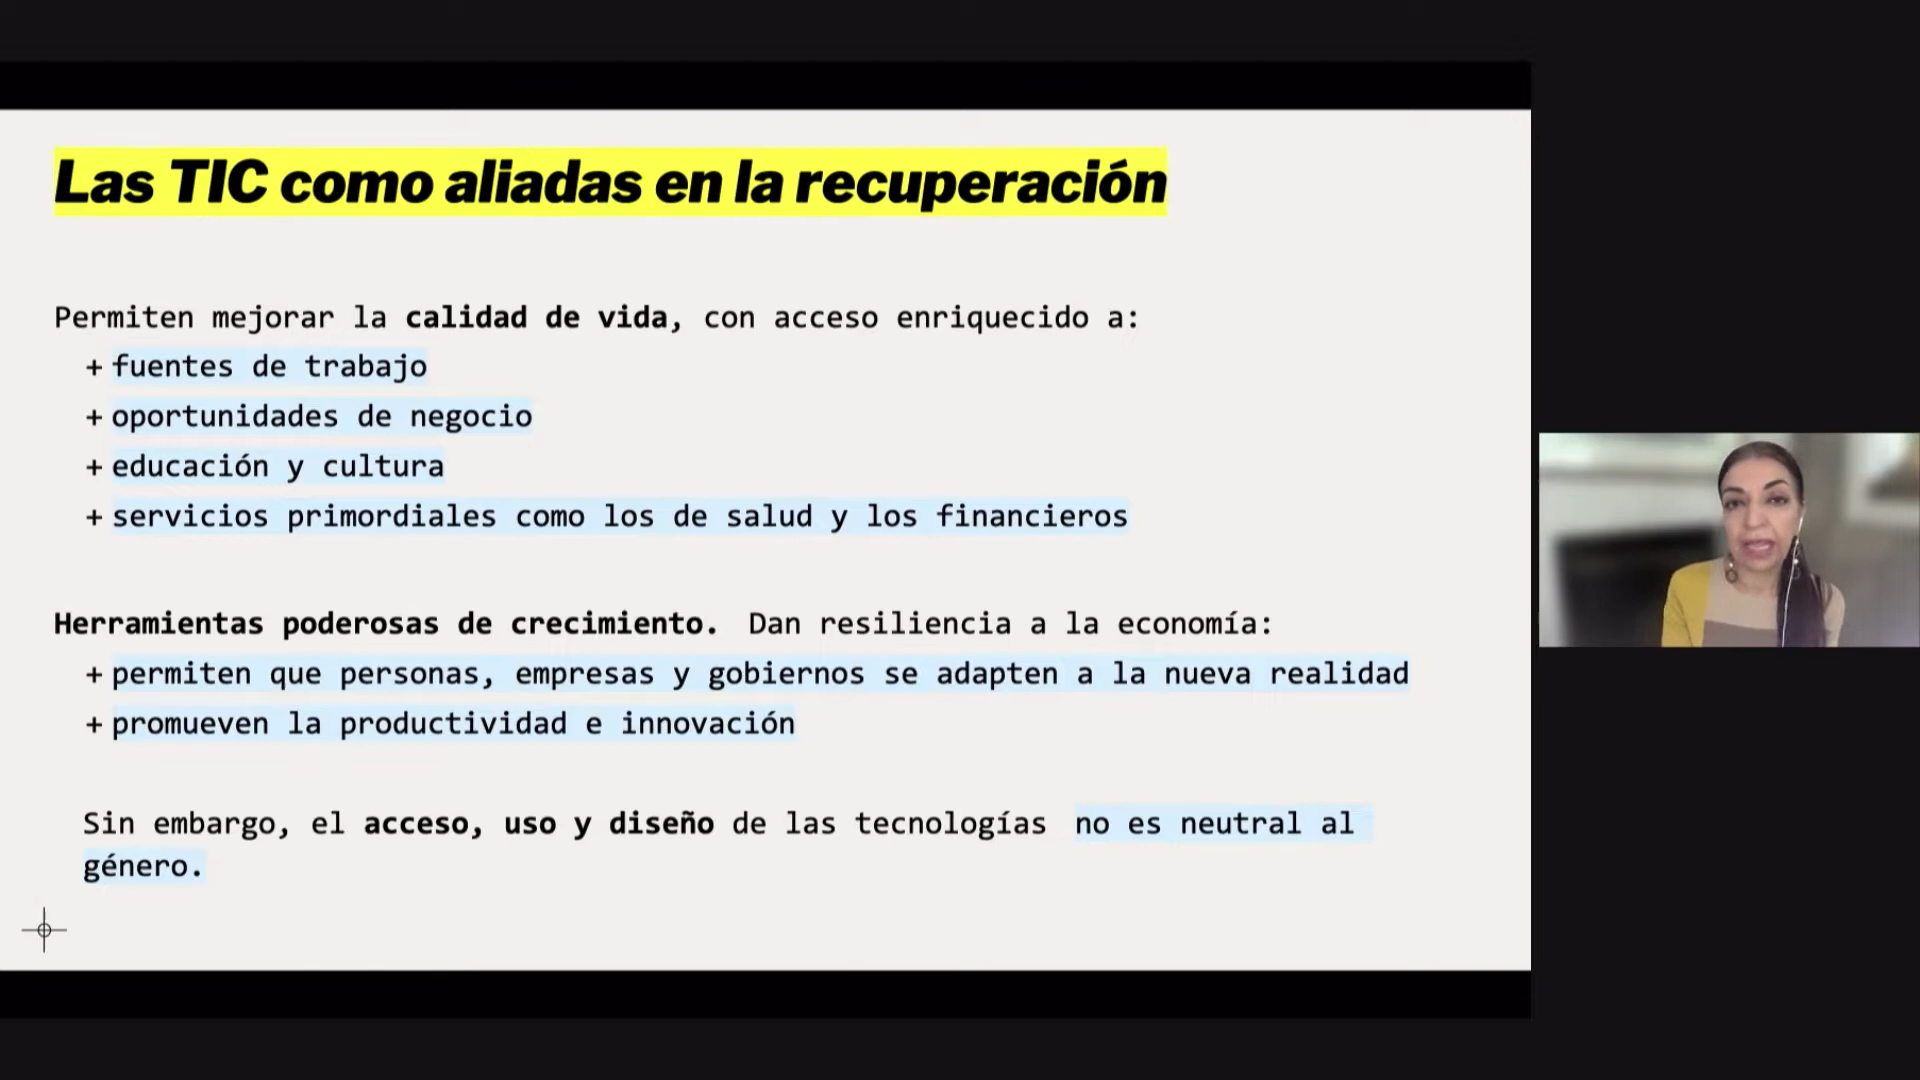 Las TIC como aliadas en la recuperación
Permiten mejorar la calidad de vida, con acceso enriquecido a:
+ fuentes de trabajo
+ oportunidades de negocio
+ educación y cultura
+ servicios primordiales como los de salud y los financieros
Herramientas poderosas de crecimiento. Dan resiliencia a la economía:
+ permiten que personas, empresas y gobiernos se adapten a la nueva realidad
+ promueven la productividad e innovación
Sin embargo, el acceso, uso y diseño de las tecnologías no es neutral al
género.